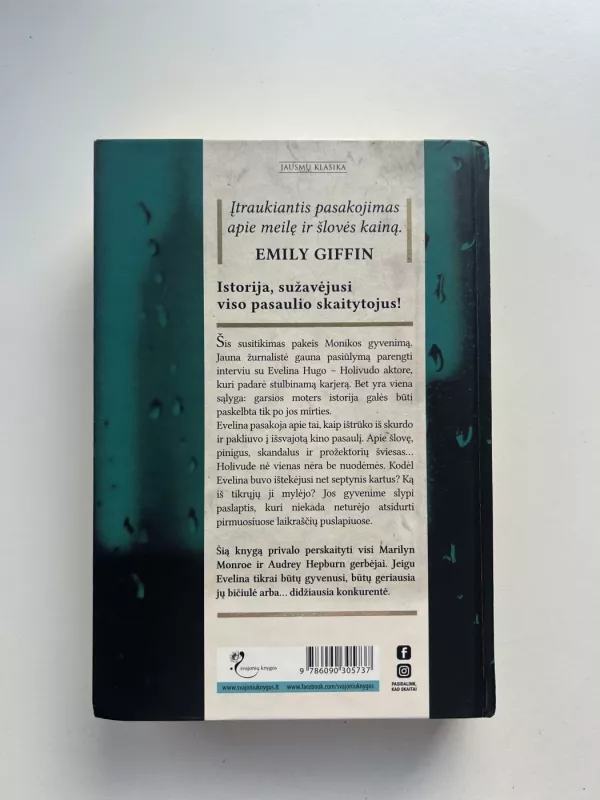 JAUSMŲ KLASIKA
Įtraukiantis pasakojimas
apie meilę ir šlovės kainą.
EMILY GIFFIN
Istorija, sužavėjusi
viso pasaulio skaitytojus!
Šis susitikimas pakeis Monikos gyvenimą.
Jauna žurnalistė gauna pasiūlymą parengti
interviu su Evelina Hugo – Holivudo aktore,
kuri padarė stulbinamą karjerą. Bet yra viena
sąlyga: garsios moters istorija galės būti
paskelbta tik po jos mirties.
Evelina pasakoja apie tai, kaip ištrūko iš skurdo
ir pakliuvo į išsvajotą kino pasaulį. Apie šlovę,
pinigus, skandalus ir prožektorių šviesas...
Holivude nė vienas nėra be nuodėmės. Kodėl
Evelina buvo ištekėjusi net septynis kartus? Ką
iš tikrųjų ji mylėjo? Jos gyvenime slypi
paslaptis, kuri niekada neturėjo atsidurti
pirmuosiuose laikraščių puslapiuose.
Šią knygą privalo perskaityti visi Marilyn
Monroe ir Audrey Hepburn gerbėjai. Jeigu
Evelina tikrai būtų gyvenusi, būtų geriausia
jų bičiulė arba... didžiausia konkurentė.
svajonių knygos
9 786090 305737
www.svajoniuknygos.lt
www.facebook.com/svajoniuknygos
PASIDALINK,
KAD SKAITAI